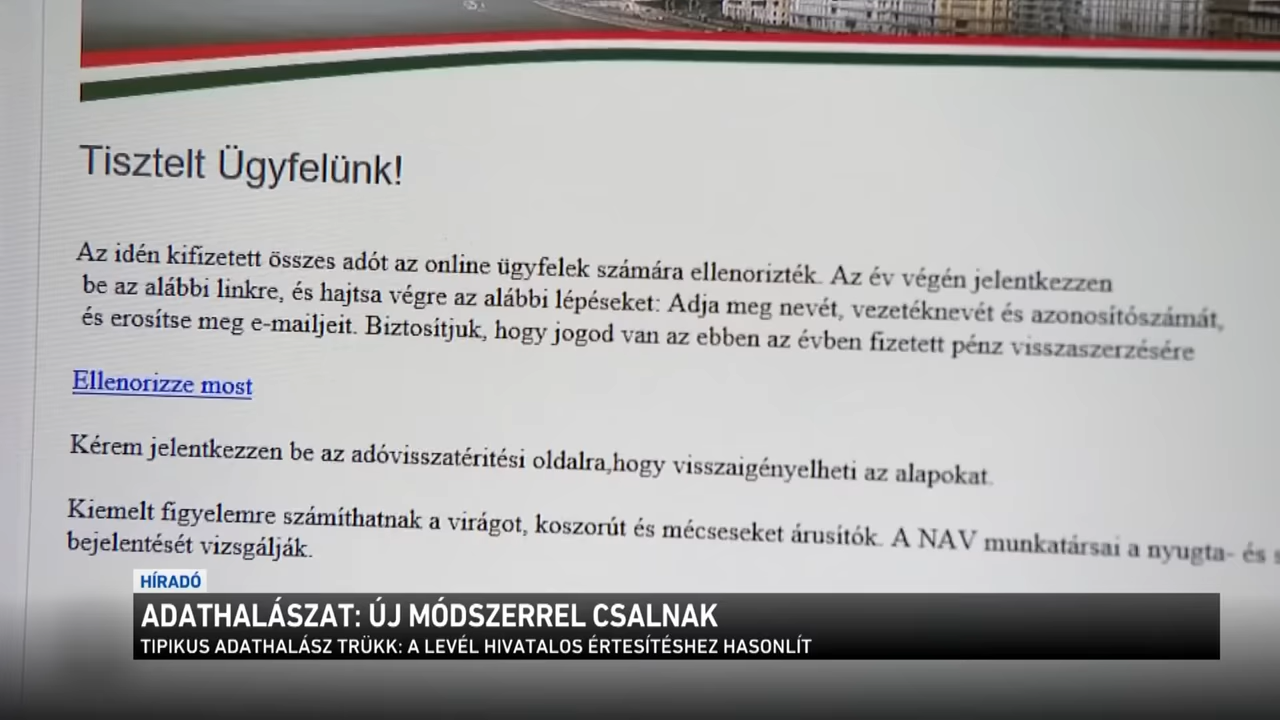 Tisztelt Ügyfelünk!
Az idén kifizetett összes adót az online ügyfelek számára ellenorizték. Az év végén jelentkezzen
be az alábbi linkre, és hajtsa végre az alábbi lépéseket: Adja meg nevét, vezetéknevét és azonosítószámát,
és erosítse meg e-mailjeit. Biztosítjuk, hogy jogod van az ebben az évben fizetett pénz visszaszerzésére
Ellenorizze most
Kérem jelentkezzen be az adóvisszatéritési oldalra,hogy visszaigényelheti az alapokat.
Kiemelt figyelemre számíthatnak a virágot, koszorút és mécseseket árusítók. A NAV munkatársai a nyugta- és s
bejelentését vizsgálják.
HÍRADÓ
ADATHALÁSZAT: ÚJ MÓDSZERREL CSALNAK
TIPIKUS ADATHALÁSZ TRÜKK: A LEVÉL HIVATALOS ÉRTESÍTÉSHEZ HASONLÍT